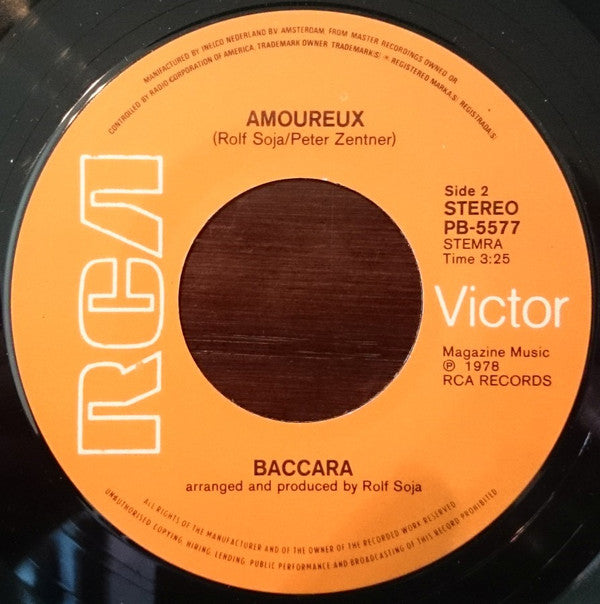 MANUFACTURED BY INELCO NEDERLAND BV AMSTERDAM, FROM MASTER RECORDINGS OWNED OR
CONTROLLED BY RADIO CORPORATION OF AMERICA, TRADEMARK OWNER. TRADEMARK(S) ® REGISTERED MARKA(S) REGISTRADA(S)
AMOUREUX
(Rolf Soja/Peter Zentner)
RCA
Side 2
STEREO
PB-5577
STEMRA
Time 3:25
Victor
Magazine Music
℗ 1978
RCA RECORDS
BACCARA
arranged and produced by Rolf Soja
ALL RIGHTS OF THE MANUFACTURER AND OF THE OWNER OF THE RECORDED WORK RESERVED.
UNAUTHORISED COPYING, HIRING, LENDING, PUBLIC PERFORMANCE AND BROADCASTING OF THIS RECORD PROHIBITED